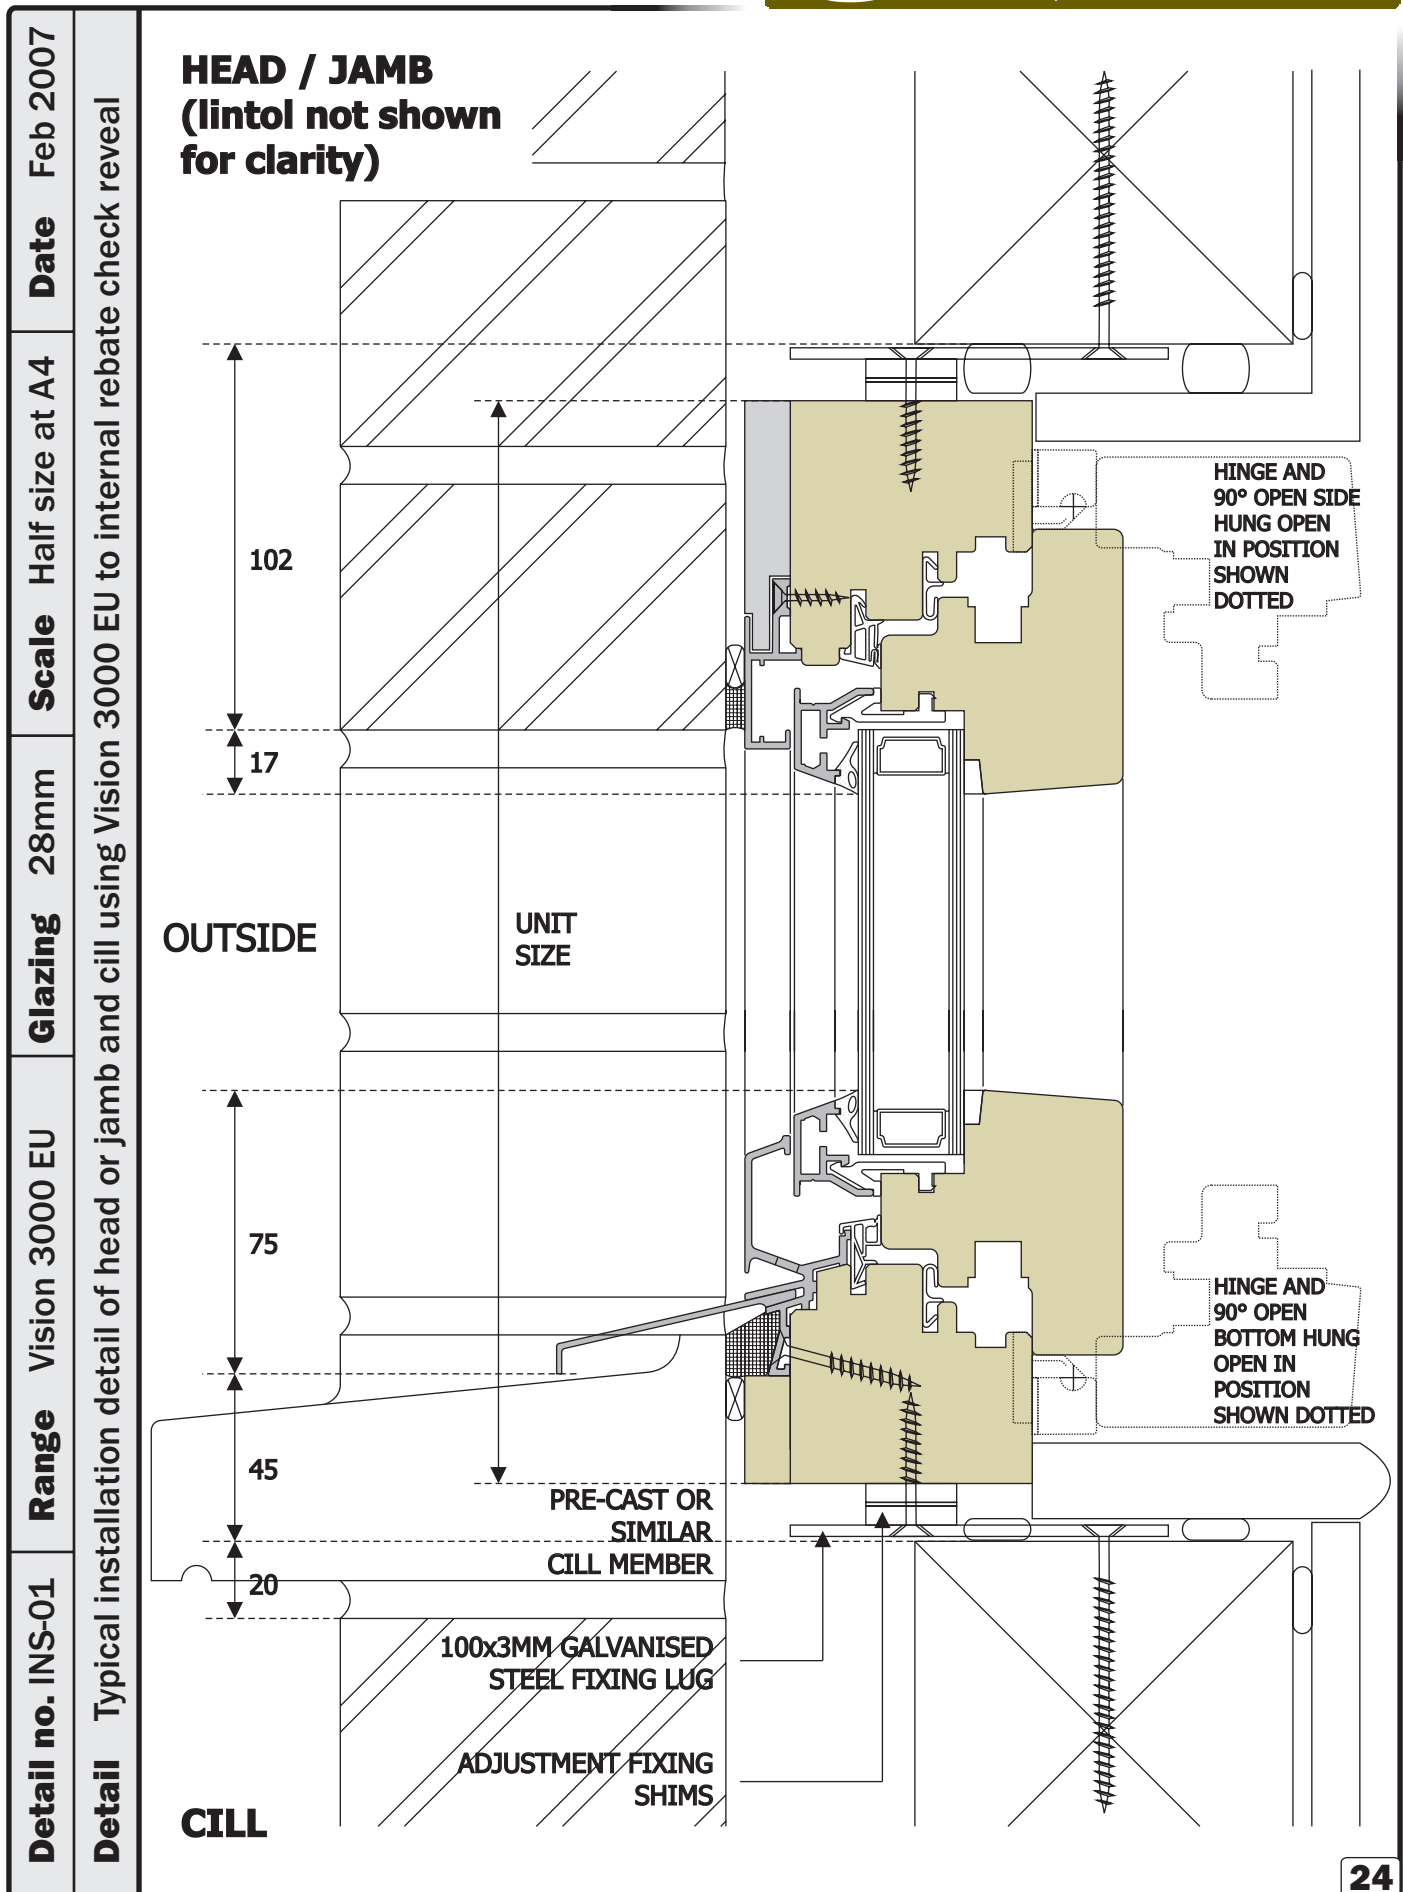 Detail no. INS-01 Range Vision 3000 EU Glazing 28mm Scale Half size at A4 Date Feb 2007
Detail Typical installation detail of head or jamb and cill using Vision 3000 EU to internal rebate check reveal
HEAD / JAMB
(lintol not shown
for clarity)
102
17
HINGE AND
90° OPEN SIDE
HUNG OPEN
IN POSITION
SHOWN
DOTTED
OUTSIDE
UNIT
SIZE
75
45
20
HINGE AND
90° OPEN
BOTTOM HUNG
OPEN IN
POSITION
SHOWN DOTTED
PRE-CAST OR
SIMILAR
CILL MEMBER
100x3MM GALVANISED
STEEL FIXING LUG
ADJUSTMENT FIXING
SHIMS
CILL
24